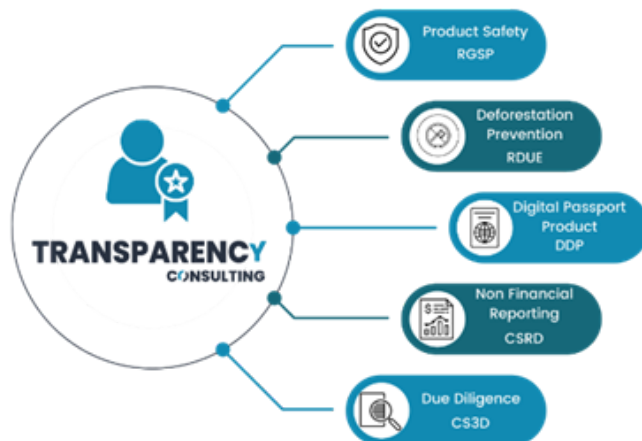 Product Safety
RGSP
Deforestation
Prevention
RDUE
TRANSPARENCY
CONSULTING
Digital Passport
Product
DDP
Non Financial
Reporting
CSRD
Due Diligence
CS3D